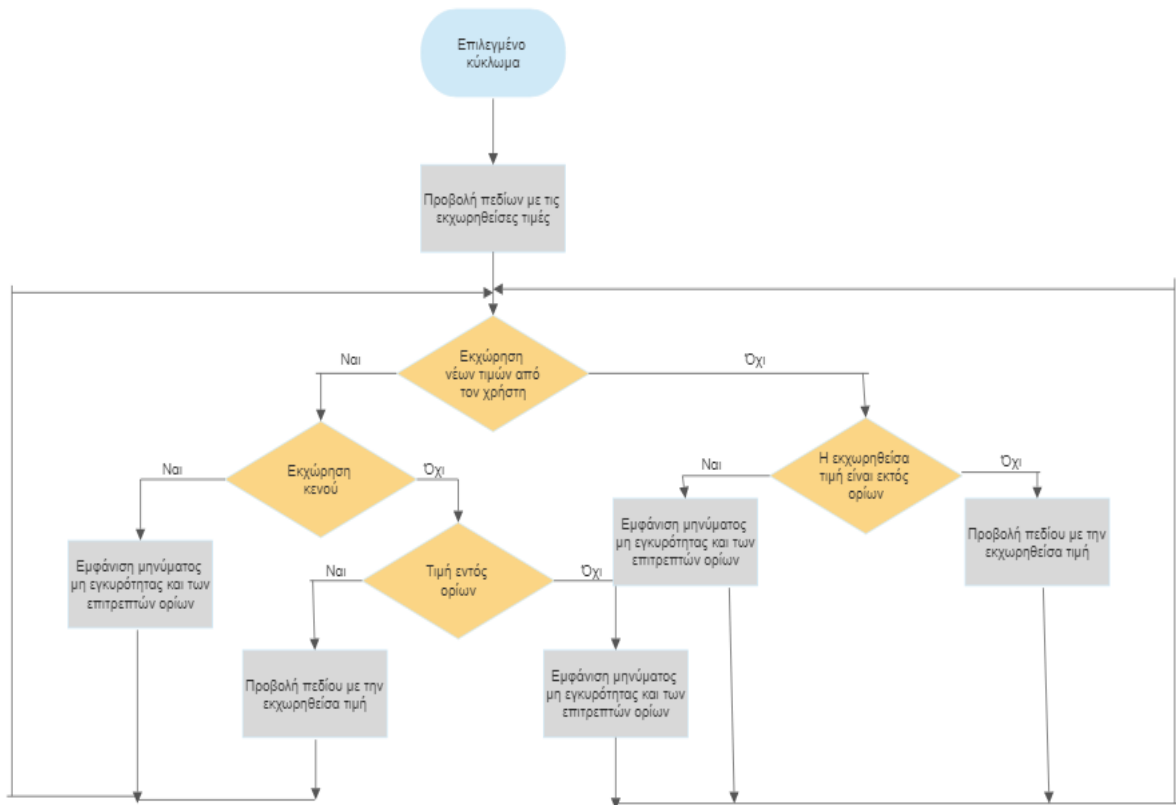 Επιλεγμένο
κύκλωμα
Προβολή πεδίων με τις
εκχωρηθείσες τιμές
Εκχώρηση
νέων τιμών από
τον χρήστη
Ναι
Όχι
Εκχώρηση
κενού
Ναι
Όχι
Η εκχωρηθείσα
τιμή είναι εκτός
ορίων
Ναι
Όχι
Εμφάνιση μηνύματος
μη εγκυρότητας και των
επιτρεπτών ορίων
Τιμή εντός
ορίων
Ναι
Όχι
Εμφάνιση μηνύματος
μη εγκυρότητας και των
επιτρεπτών ορίων
Προβολή πεδίου με την
εκχωρηθείσα τιμή
Προβολή πεδίου με την
εκχωρηθείσα τιμή
Εμφάνιση μηνύματος
μη εγκυρότητας και των
επιτρεπτών ορίων